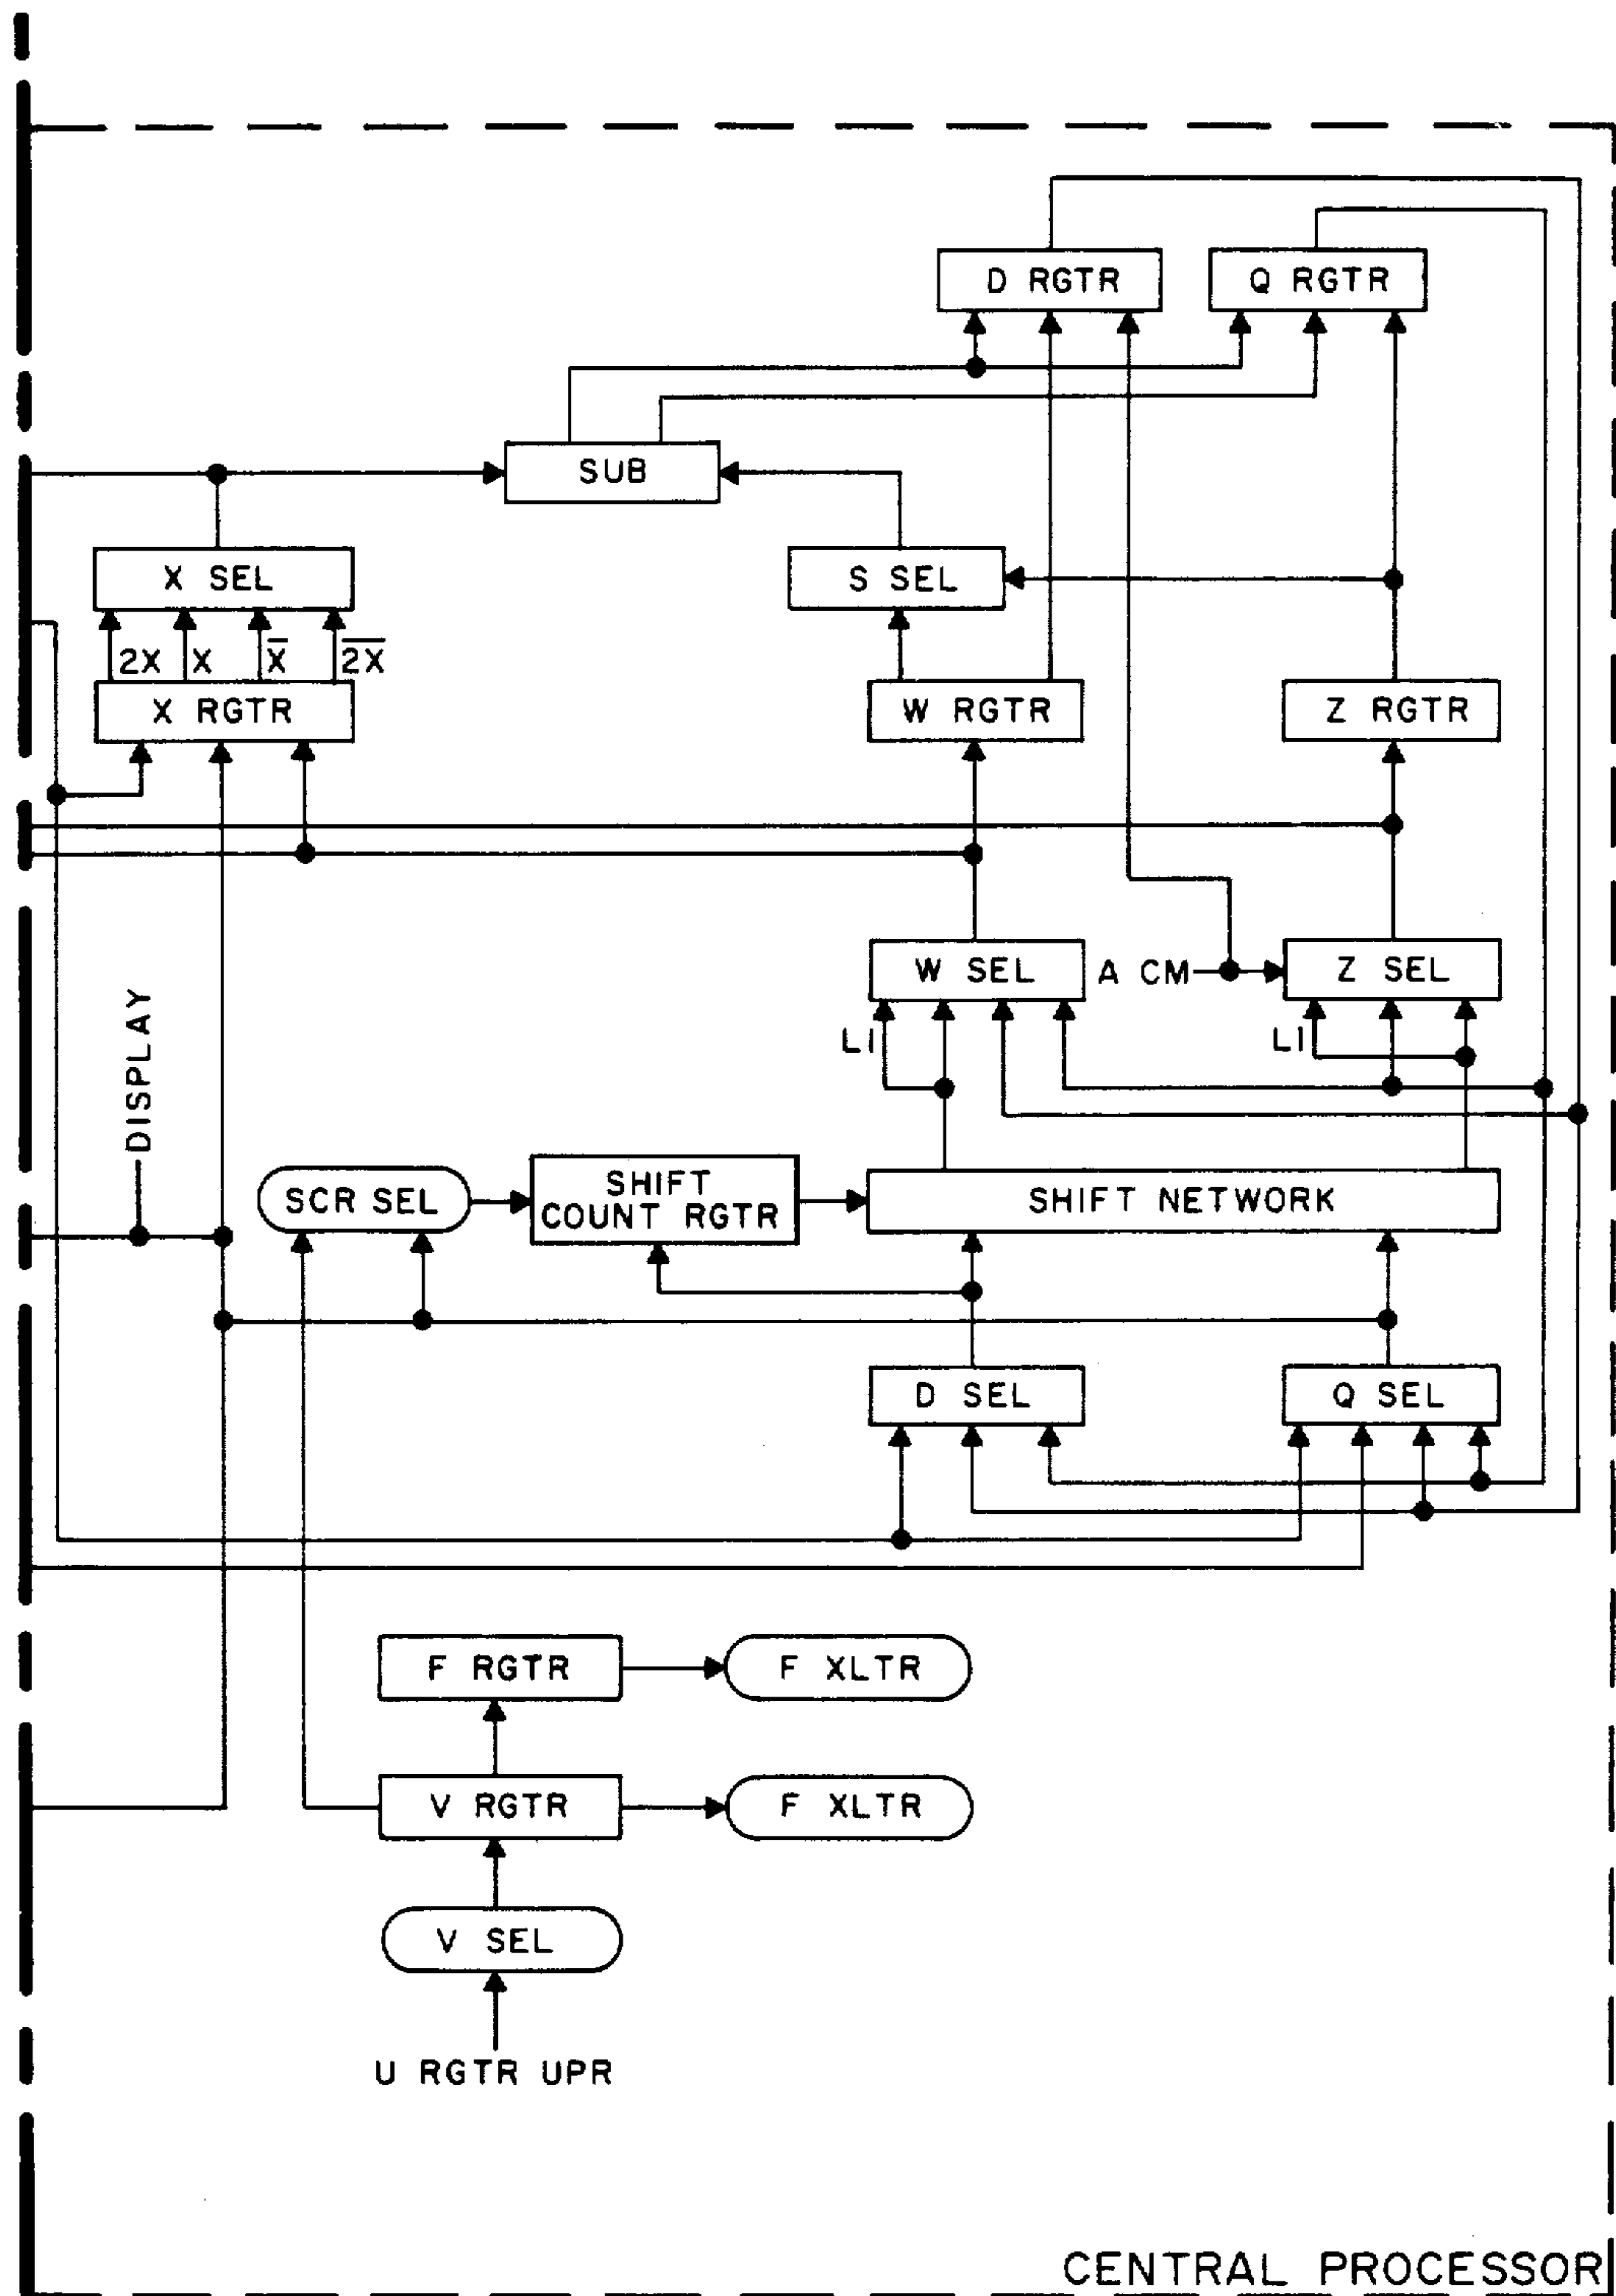 D RGTR
Q RGTR
SUB
X SEL
S SEL
2X X X̅ 2̅X̅
X RGTR
W RGTR
Z RGTR
W SEL
A CM
Z SEL
L1
L1
DISPLAY
SCR SEL
SHIFT
COUNT RGTR
SHIFT NETWORK
D SEL
Q SEL
F RGTR
F XLTR
V RGTR
F XLTR
V SEL
U RGTR UPR
CENTRAL PROCESSOR